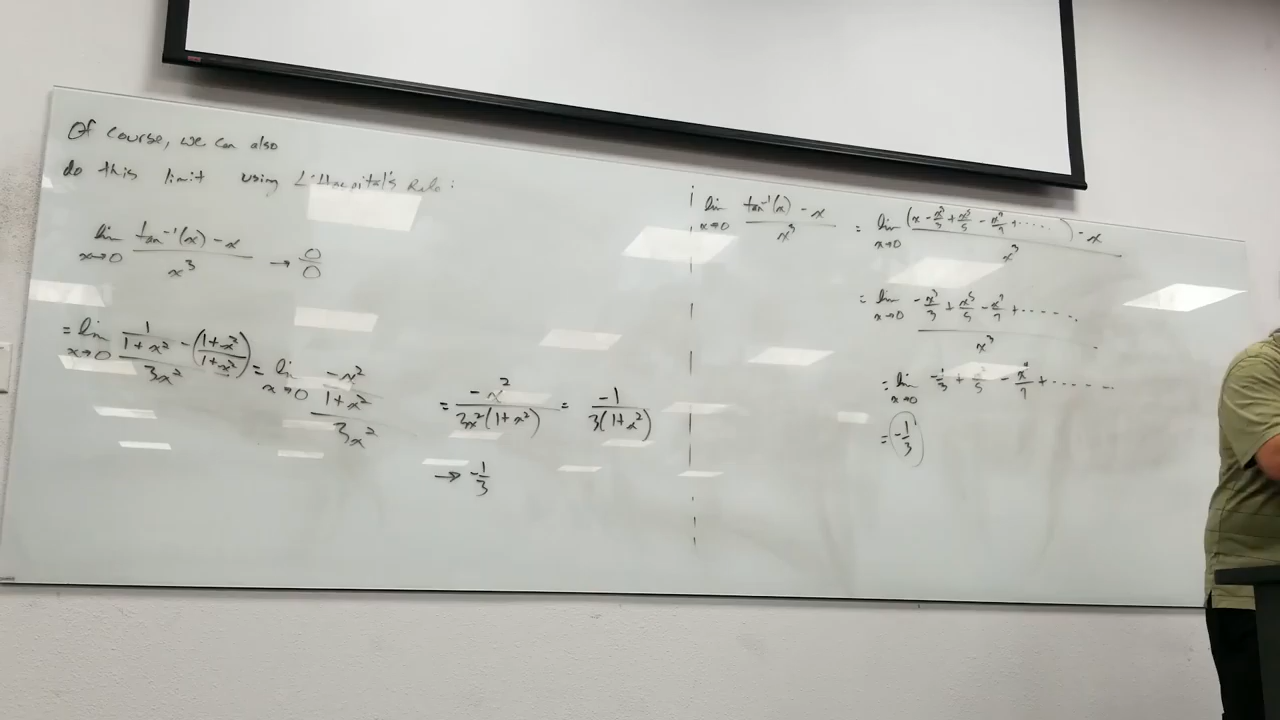 Of course, we can also
do this limit using L'Hospital's Rule:
lim x→0 (tan⁻¹(x) - x)/x³ → 0/0
= lim x→0 (1/(1+x²) - ((1+x²)/(1+x²)))/3x² = lim x→0 (-x²/(1+x²))/3x² = -x²/(3x²(1+x²)) = -1/(3(1+x²))
→ -1/3
lim x→0 (tan⁻¹(x) - x)/x³ = lim x→0 ((x - x³/3 + x⁵/5 - x⁷/7 + ......) - x)/x³
= lim x→0 (-x³/3 + x⁵/5 - x⁷/7 + ......)/x³
= lim x→0 -1/3 + x²/5 - x⁴/7 + ......
= -1/3